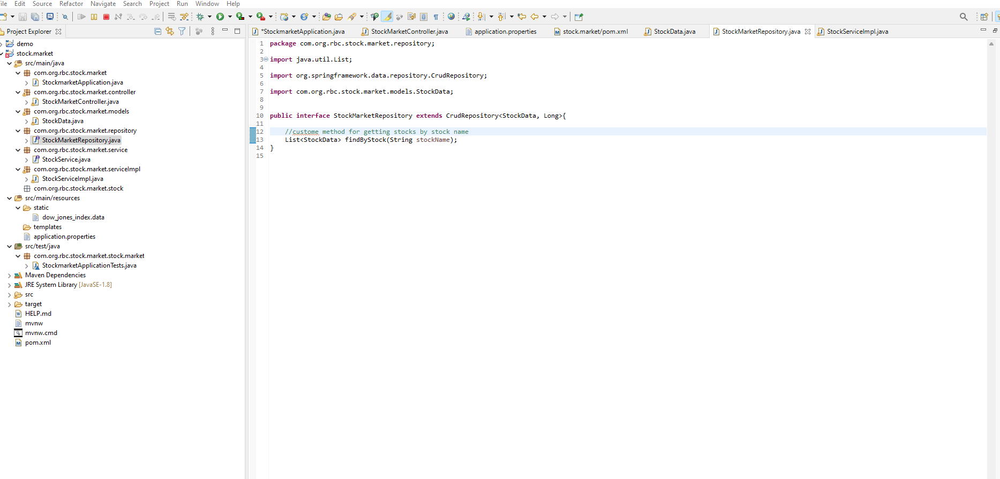 ile Edit Source Refactor Navigate Search Project Run Window Help
Project Explorer
*StockmarketApplication.java StockMarketController.java application.properties stock.market/pom.xml StockData.java StockMarketRepository.java StockServiceImpl.java
demo
stock.market
src/main/java
com.org.rbc.stock.market
StockmarketApplication.java
com.org.rbc.stock.market.controller
StockMarketController.java
com.org.rbc.stock.market.models
StockData.java
com.org.rbc.stock.market.repository
StockMarketRepository.java
com.org.rbc.stock.market.service
StockService.java
com.org.rbc.stock.market.serviceImpl
StockServiceImpl.java
com.org.rbc.stock.market.stock
src/main/resources
static
dow_jones_index.data
templates
application.properties
src/test/java
com.org.rbc.stock.market.stock.market
StockmarketApplicationTests.java
Maven Dependencies
JRE System Library [JavaSE-1.8]
src
target
HELP.md
mvnw
mvnw.cmd
pom.xml
1 package com.org.rbc.stock.market.repository;
2
3 import java.util.List;
4
5 import org.springframework.data.repository.CrudRepository;
6
7 import com.org.rbc.stock.market.models.StockData;
8
9
10 public interface StockMarketRepository extends CrudRepository<StockData, Long>{
11
12 //custome method for getting stocks by stock name
13 List<StockData> findByStock(String stockName);
14 }
15